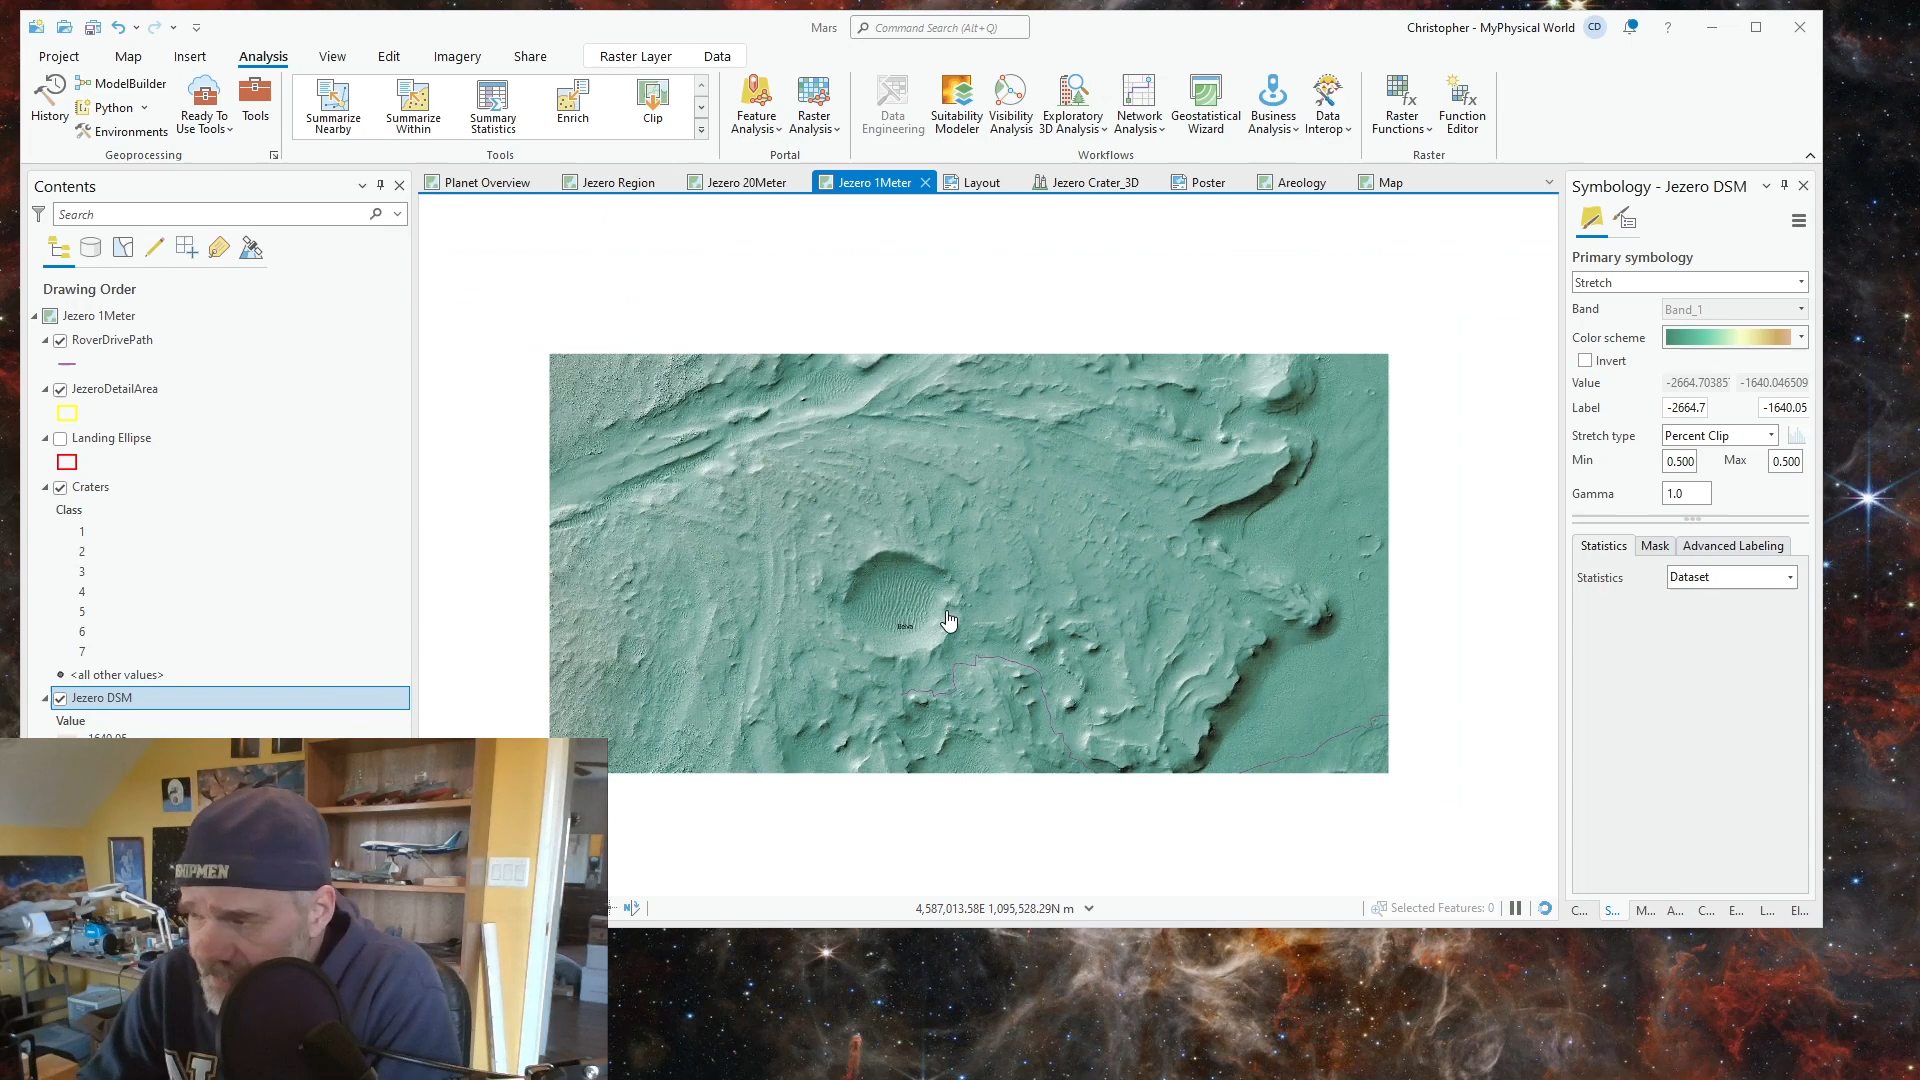 Mars
Command Search (Alt+Q)
Christopher - MyPhysical World
CD
?
Project
Map
Insert
Analysis
View
Edit
Imagery
Share
Raster Layer
Data
History
ModelBuilder
Python
Environments
Ready To
Use Tools
Tools
Summarize
Nearby
Summarize
Within
Summary
Statistics
Enrich
Clip
Feature
Analysis
Raster
Analysis
Data
Engineering
Suitability
Modeler
Visibility
Analysis
Exploratory
3D Analysis
Network
Analysis
Geostatistical
Wizard
Business
Analysis
Data
Interop
Raster
Functions
Function
Editor
Geoprocessing
Tools
Portal
Workflows
Raster
Contents
Search
Drawing Order
Jezero 1Meter
RoverDrivePath
JezeroDetailArea
Landing Ellipse
Craters
Class
1
2
3
4
5
6
7
<all other values>
Jezero DSM
Value
-1640.05
Planet Overview
Jezero Region
Jezero 20Meter
Jezero 1Meter
Layout
Jezero Crater_3D
Poster
Areology
Map
Belva
4,587,013.58E 1,095,528.29N m
Selected Features: 0
Symbology - Jezero DSM
Primary symbology
Stretch
Band
Band_1
Color scheme
Invert
Value
-2664.70385
-1640.046509
Label
-2664.7
-1640.05
Stretch type
Percent Clip
Min
0.500
Max
0.500
Gamma
1.0
Statistics
Mask
Advanced Labeling
Statistics
Dataset
C...
S...
M...
A...
C...
E...
L...
El...
SHIPMEN
N